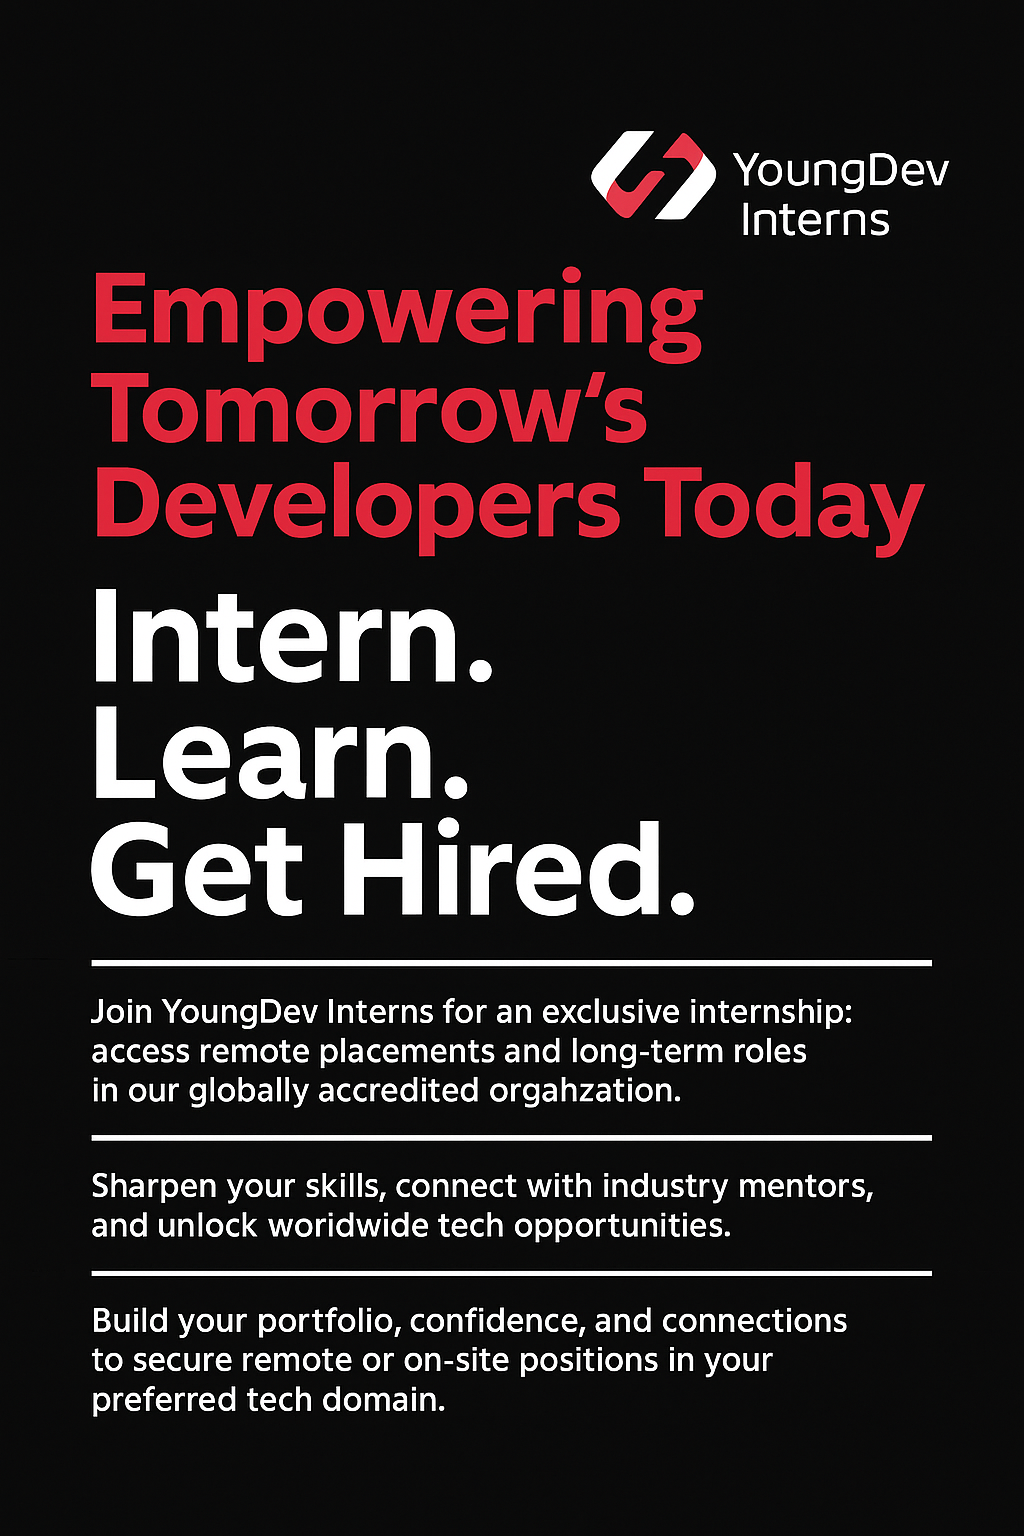 YoungDev
Interns
Empowering
Tomorrow‘s
Developers Today
Intern.
Learn.
Get Hired.
Join YoungDev Interns for an exclusive internship:
access remote placements and long-term roles
in our globally accredited orgahzation.
Sharpen your skills, connect with industry mentors,
and unlock woridwide tech opportunities.
Build your portfolio, confidence, and connections
to secure remote or on-site positions in your
preferred tech domain.